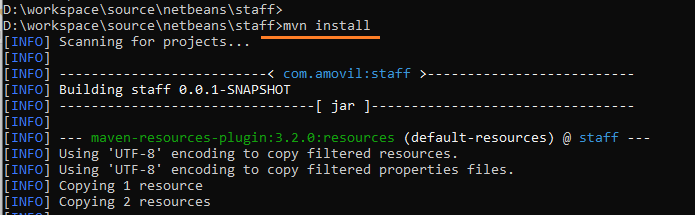 D:\workspace\source\netbeans\staff>
D:\workspace\source\netbeans\staff>mvn install
[INFO] Scanning for projects...
[INFO]
[INFO] --------------------------< com.amovil:staff >--------------------------
[INFO] Building staff 0.0.1-SNAPSHOT
[INFO] --------------------------------[ jar ]---------------------------------
[INFO]
[INFO] --- maven-resources-plugin:3.2.0:resources (default-resources) @ staff ---
[INFO] Using 'UTF-8' encoding to copy filtered resources.
[INFO] Using 'UTF-8' encoding to copy filtered properties files.
[INFO] Copying 1 resource
[INFO] Copying 2 resources